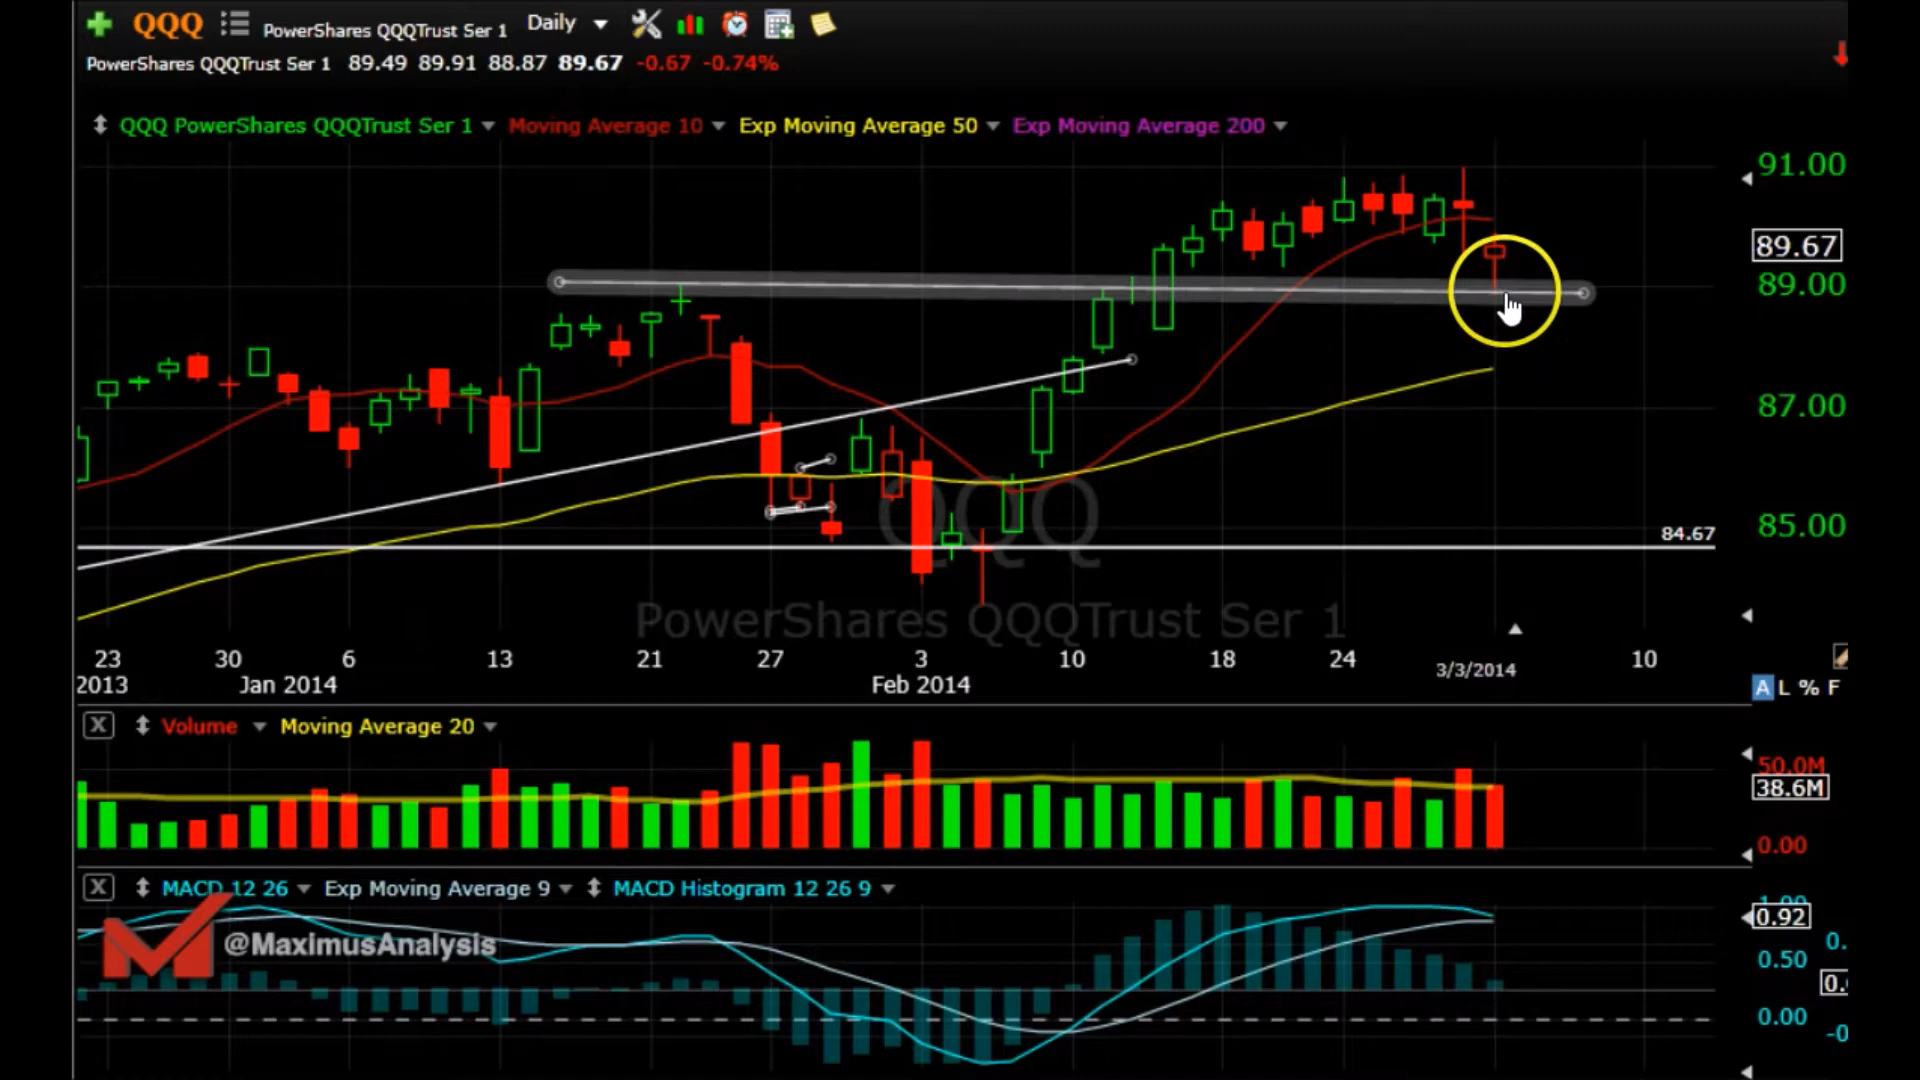 QQQ PowerShares QQQTrust Ser 1 Daily
PowerShares QQQTrust Ser 1 89.49 89.91 88.87 89.67 -0.67 -0.74%
QQQ PowerShares QQQTrust Ser 1 Moving Average 10 Exp Moving Average 50 Exp Moving Average 200
91.00
89.67
89.00
87.00
85.00
84.67
QQQ
PowerShares QQQTrust Ser 1
23 30 6 13 21 27 3 10 18 24 3/3/2014 10
2013 Jan 2014 Feb 2014
A L % F
X Volume Moving Average 20
50.0M
38.6M
0.00
X MACD 12 26 Exp Moving Average 9 MACD Histogram 12 26 9
1.00
0.92
@MaximusAnalysis
0.
0.50
0.
0.00
-0